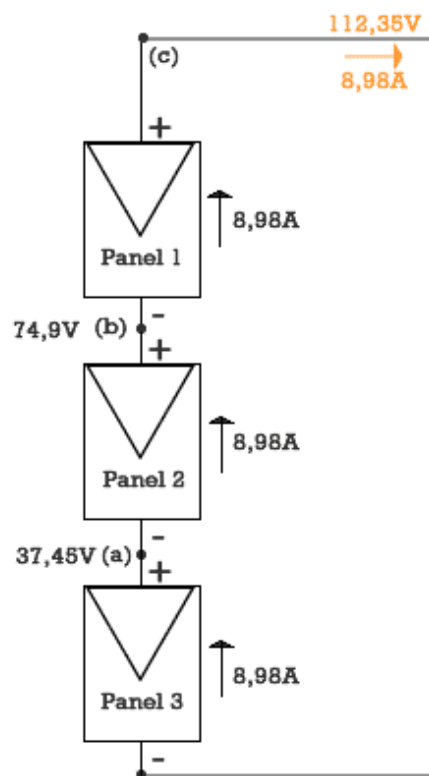 112,35V
(c)
8,98A
+
8,98A
Panel 1
-
74,9V (b)
+
8,98A
Panel 2
-
37,45V (a)
+
8,98A
Panel 3
-